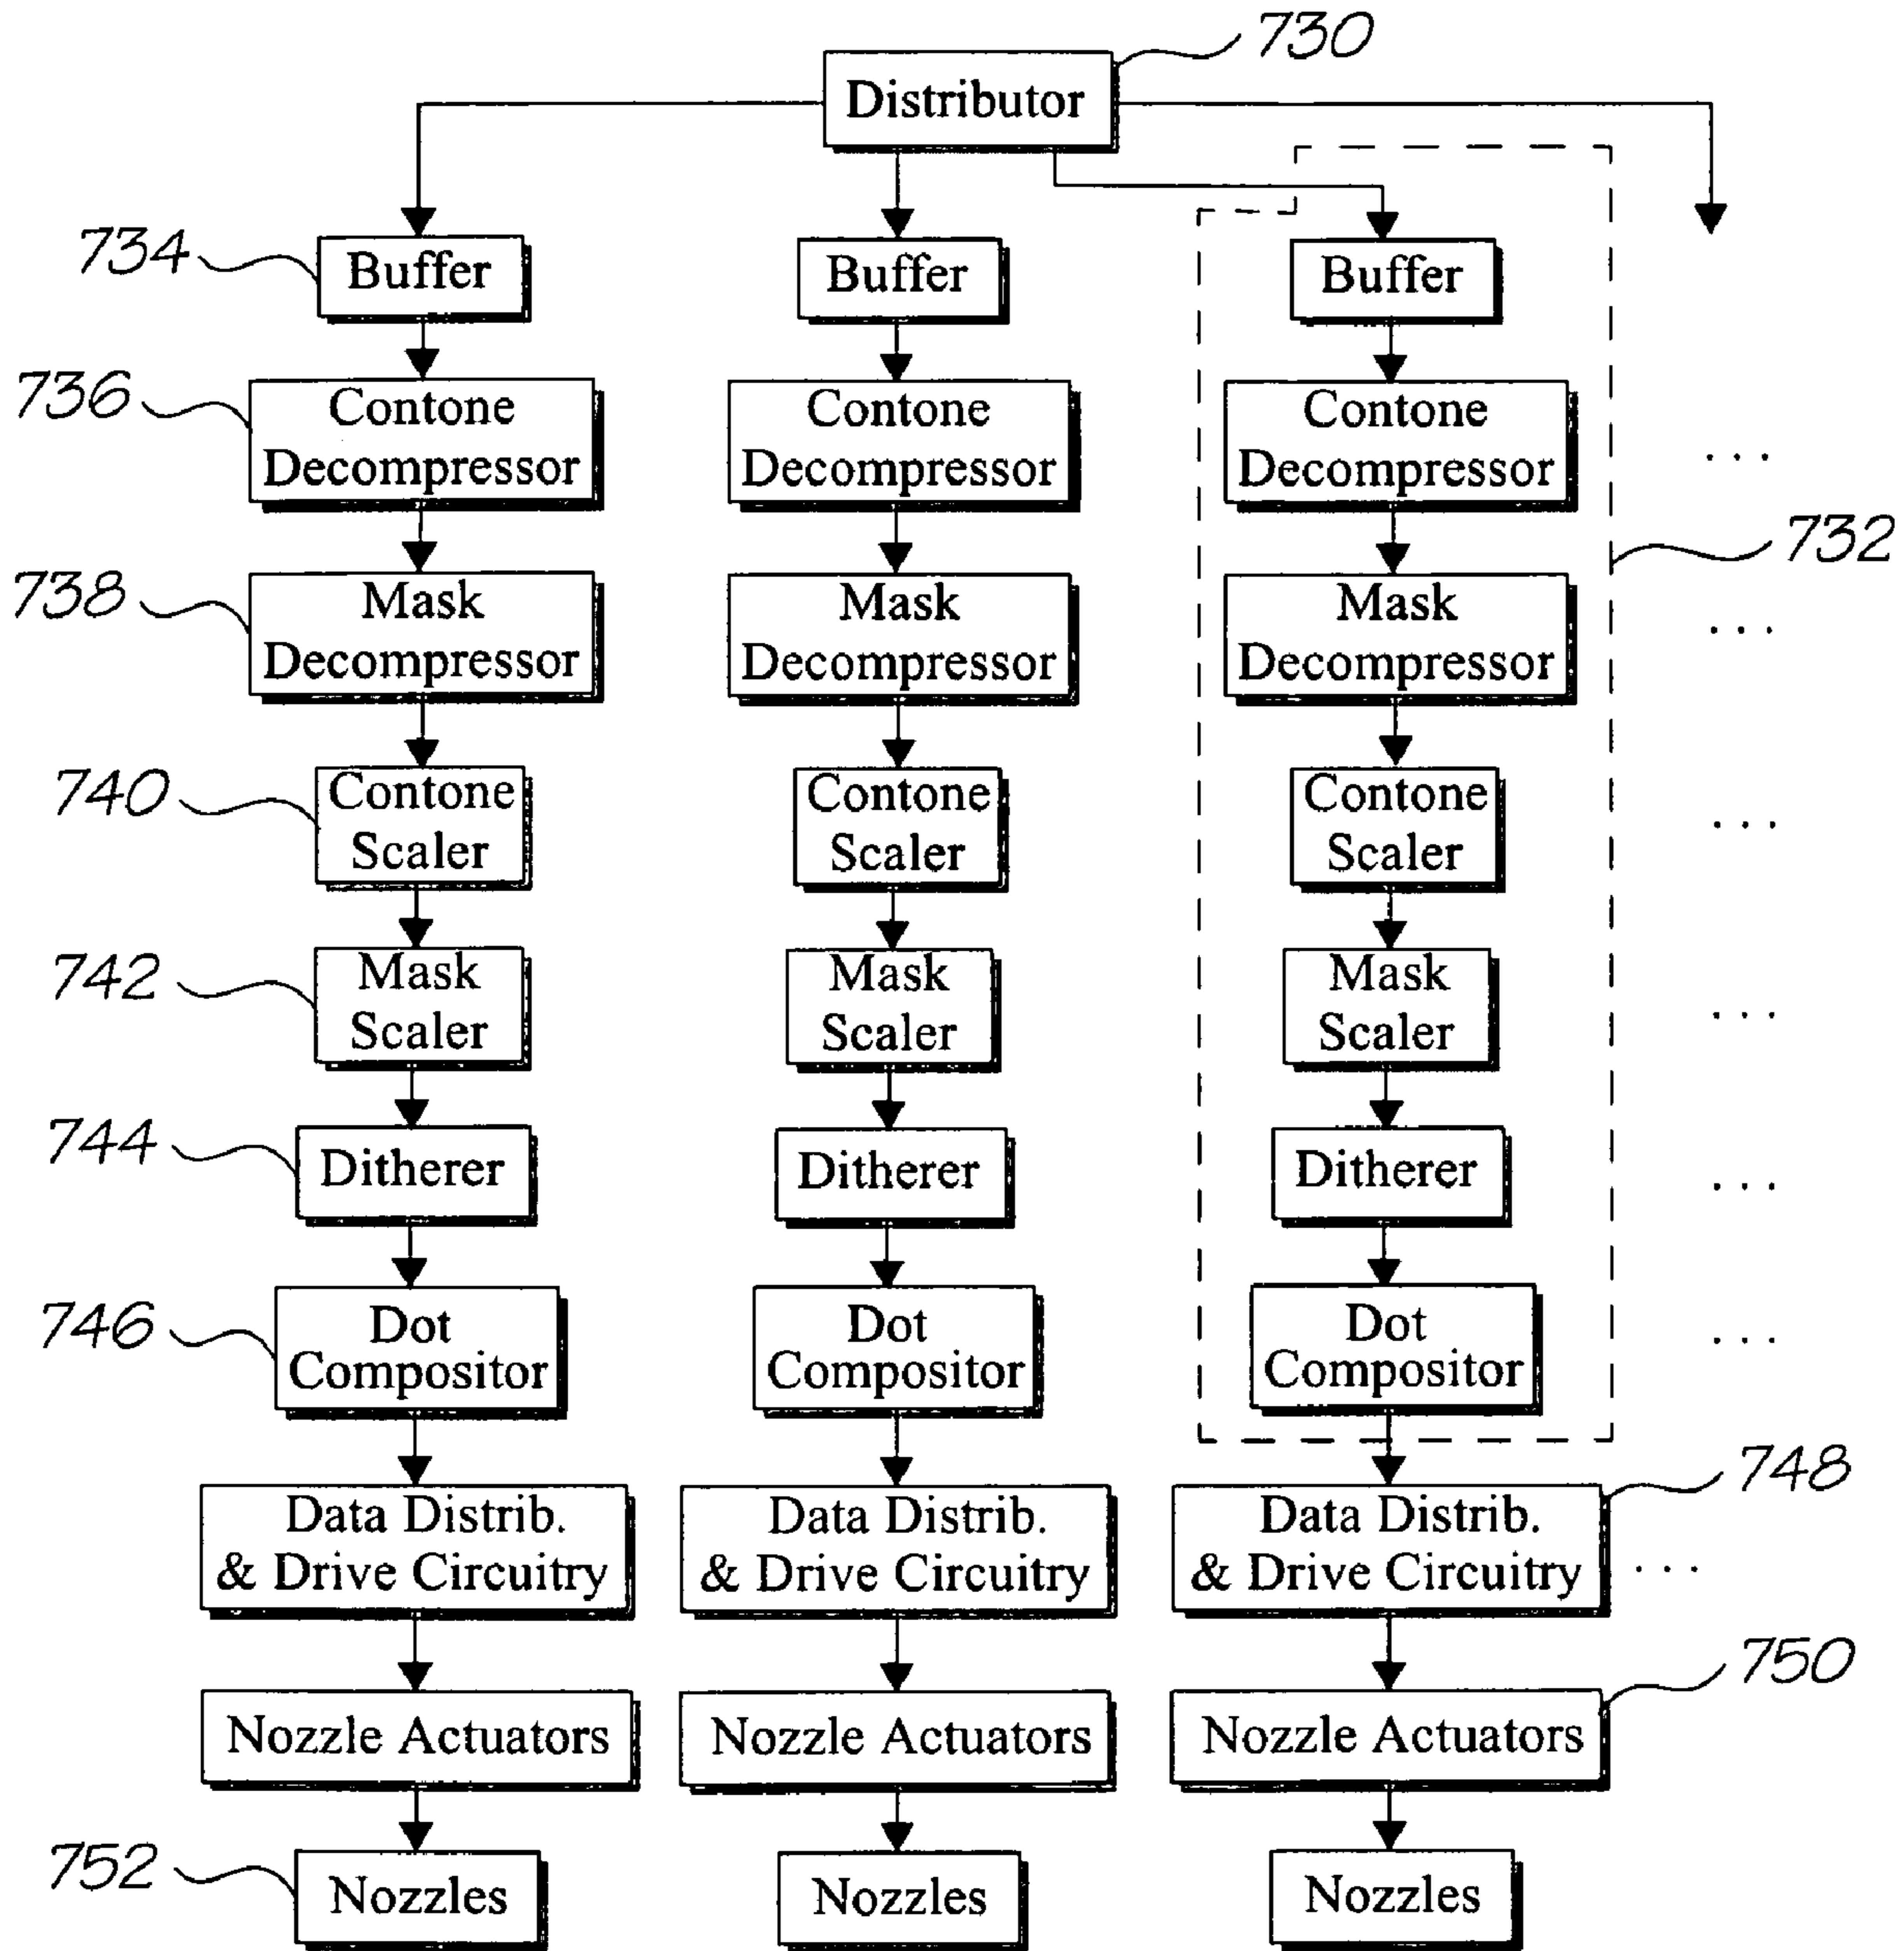 730
Distributor
734
Buffer
Buffer
Buffer
736
Contone
Decompressor
Contone
Decompressor
Contone
Decompressor
...
732
738
Mask
Decompressor
Mask
Decompressor
Mask
Decompressor
...
740
Contone
Scaler
Contone
Scaler
Contone
Scaler
...
742
Mask
Scaler
Mask
Scaler
Mask
Scaler
...
744
Ditherer
Ditherer
Ditherer
...
746
Dot
Compositor
Dot
Compositor
Dot
Compositor
...
748
Data Distrib.
& Drive Circuitry
Data Distrib.
& Drive Circuitry
Data Distrib.
& Drive Circuitry
...
750
Nozzle Actuators
Nozzle Actuators
Nozzle Actuators
752
Nozzles
Nozzles
Nozzles